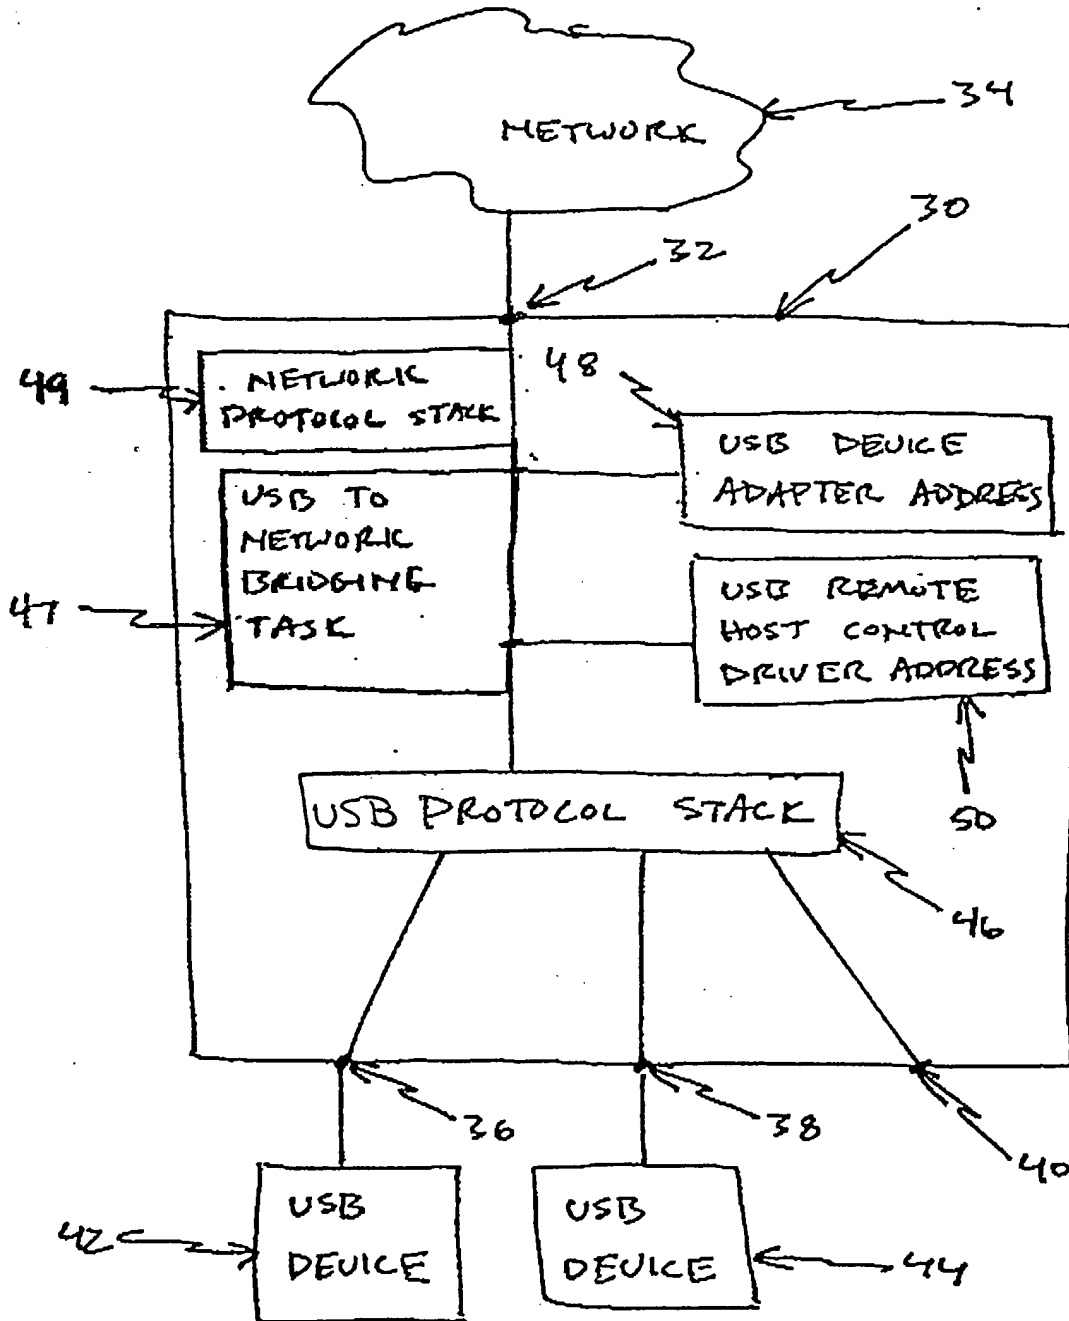 NETWORK
34
30
32
48
49
NETWORK
PROTOCOL STACK
USB DEVICE
ADAPTER ADDRESS
USB TO
NETWORK
BRIDGING
TASK
47
USB REMOTE
HOST CONTROL
DRIVER ADDRESS
50
USB PROTOCOL STACK
46
36
38
40
USB
DEVICE
42
USB
DEVICE
44